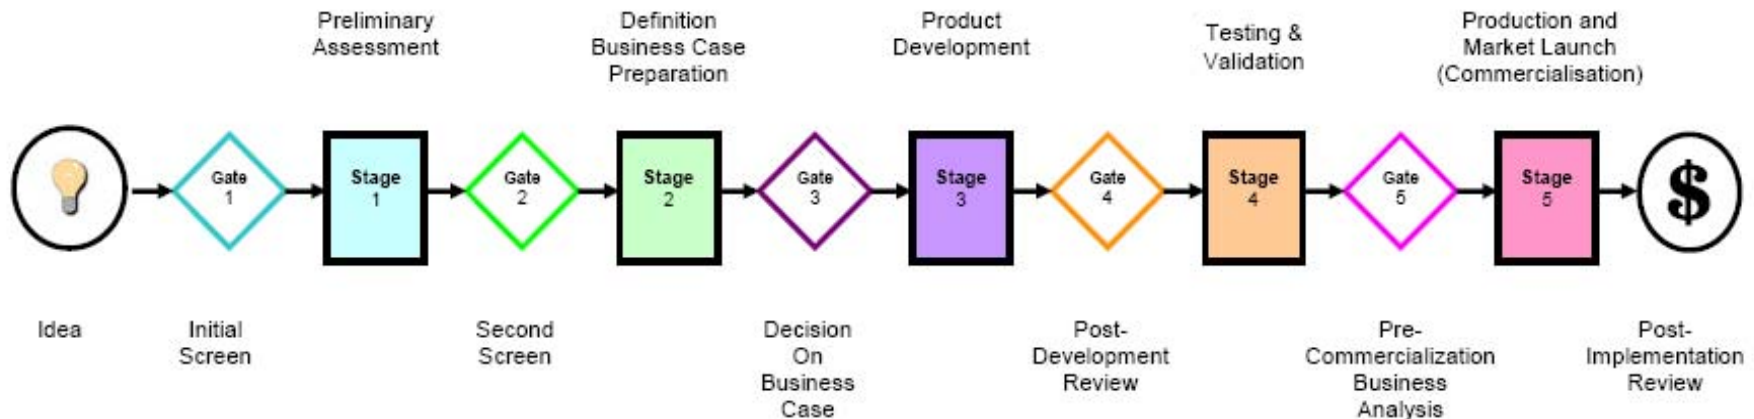 Preliminary
Assessment
Definition
Business Case
Preparation
Product
Development
Testing &
Validation
Production and
Market Launch
(Commercialisation)
Gate
1
Stage
1
Gate
2
Stage
2
Gate
3
Stage
3
Gate
4
Stage
4
Gate
5
Stage
5
$
Idea
Initial
Screen
Second
Screen
Decision
On
Business
Case
Post-
Development
Review
Pre-
Commercialization
Business
Analysis
Post-
Implementation
Review